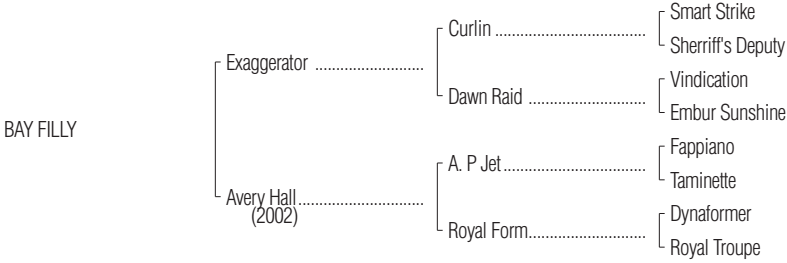 Smart Strike
Curlin ......................................
Sherriff's Deputy
Exaggerator ...........................
Vindication
Dawn Raid ..............................
Embur Sunshine
BAY FILLY
Fappiano
A. P Jet....................................
Taminette
Avery Hall................................
(2002)
Dynaformer
Royal Form..............................
Royal Troupe